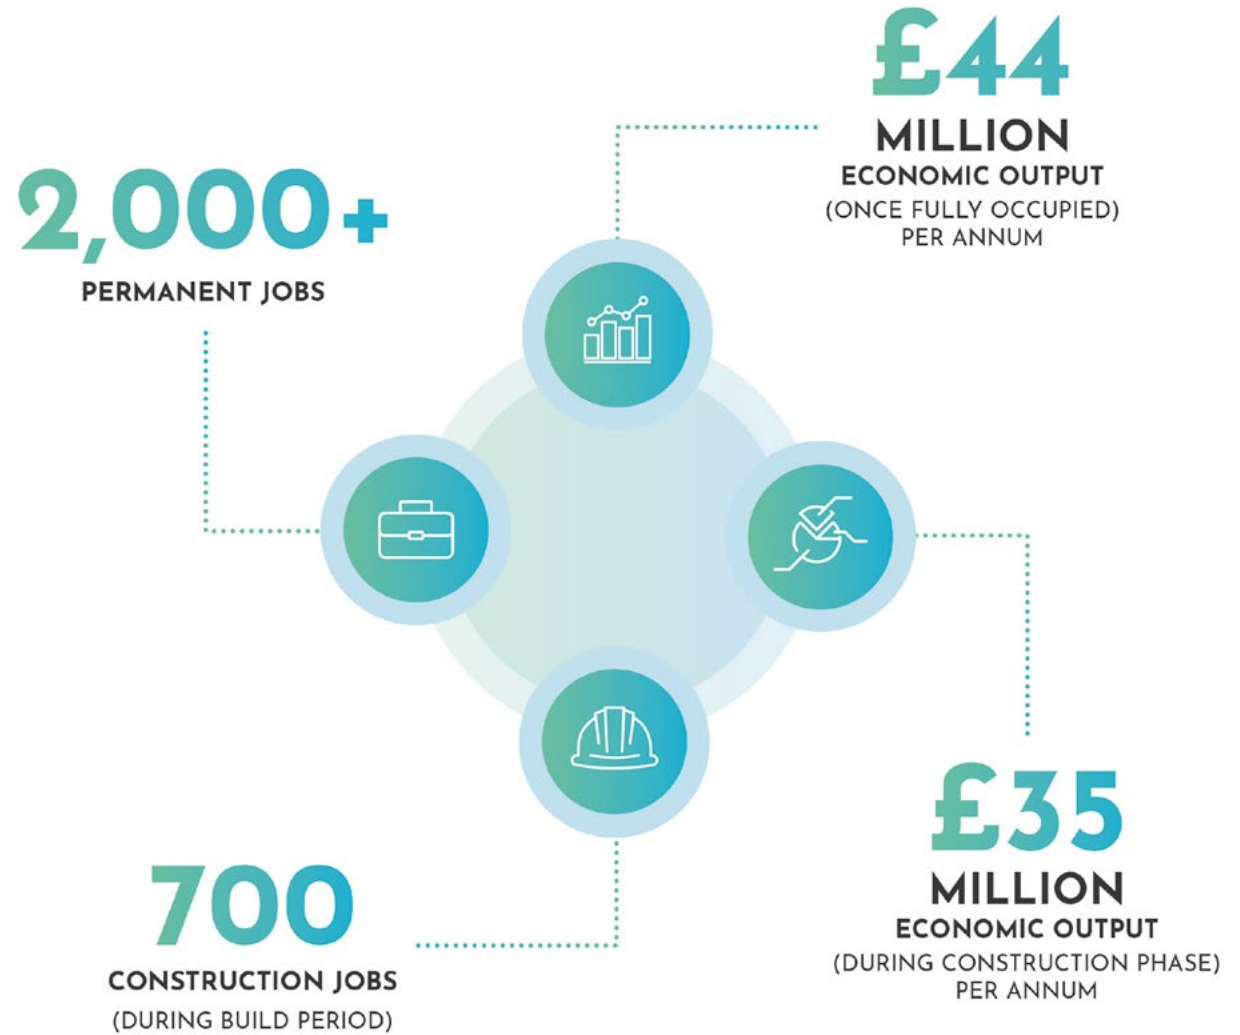 £44
MILLION
ECONOMIC OUTPUT
(ONCE FULLY OCCUPIED)
PER ANNUM
2,000+
PERMANENT JOBS
£35
MILLION
ECONOMIC OUTPUT
(DURING CONSTRUCTION PHASE)
PER ANNUM
700
CONSTRUCTION JOBS
(DURING BUILD PERIOD)